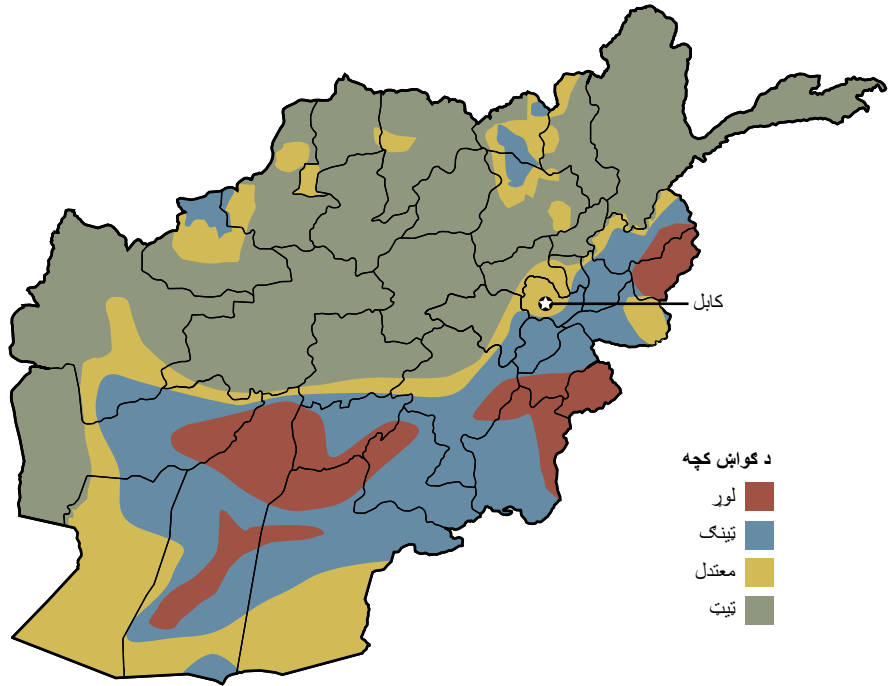 کابل
د ګواښ کچه
لوړ
ټینګ
معتدل
ټیټ